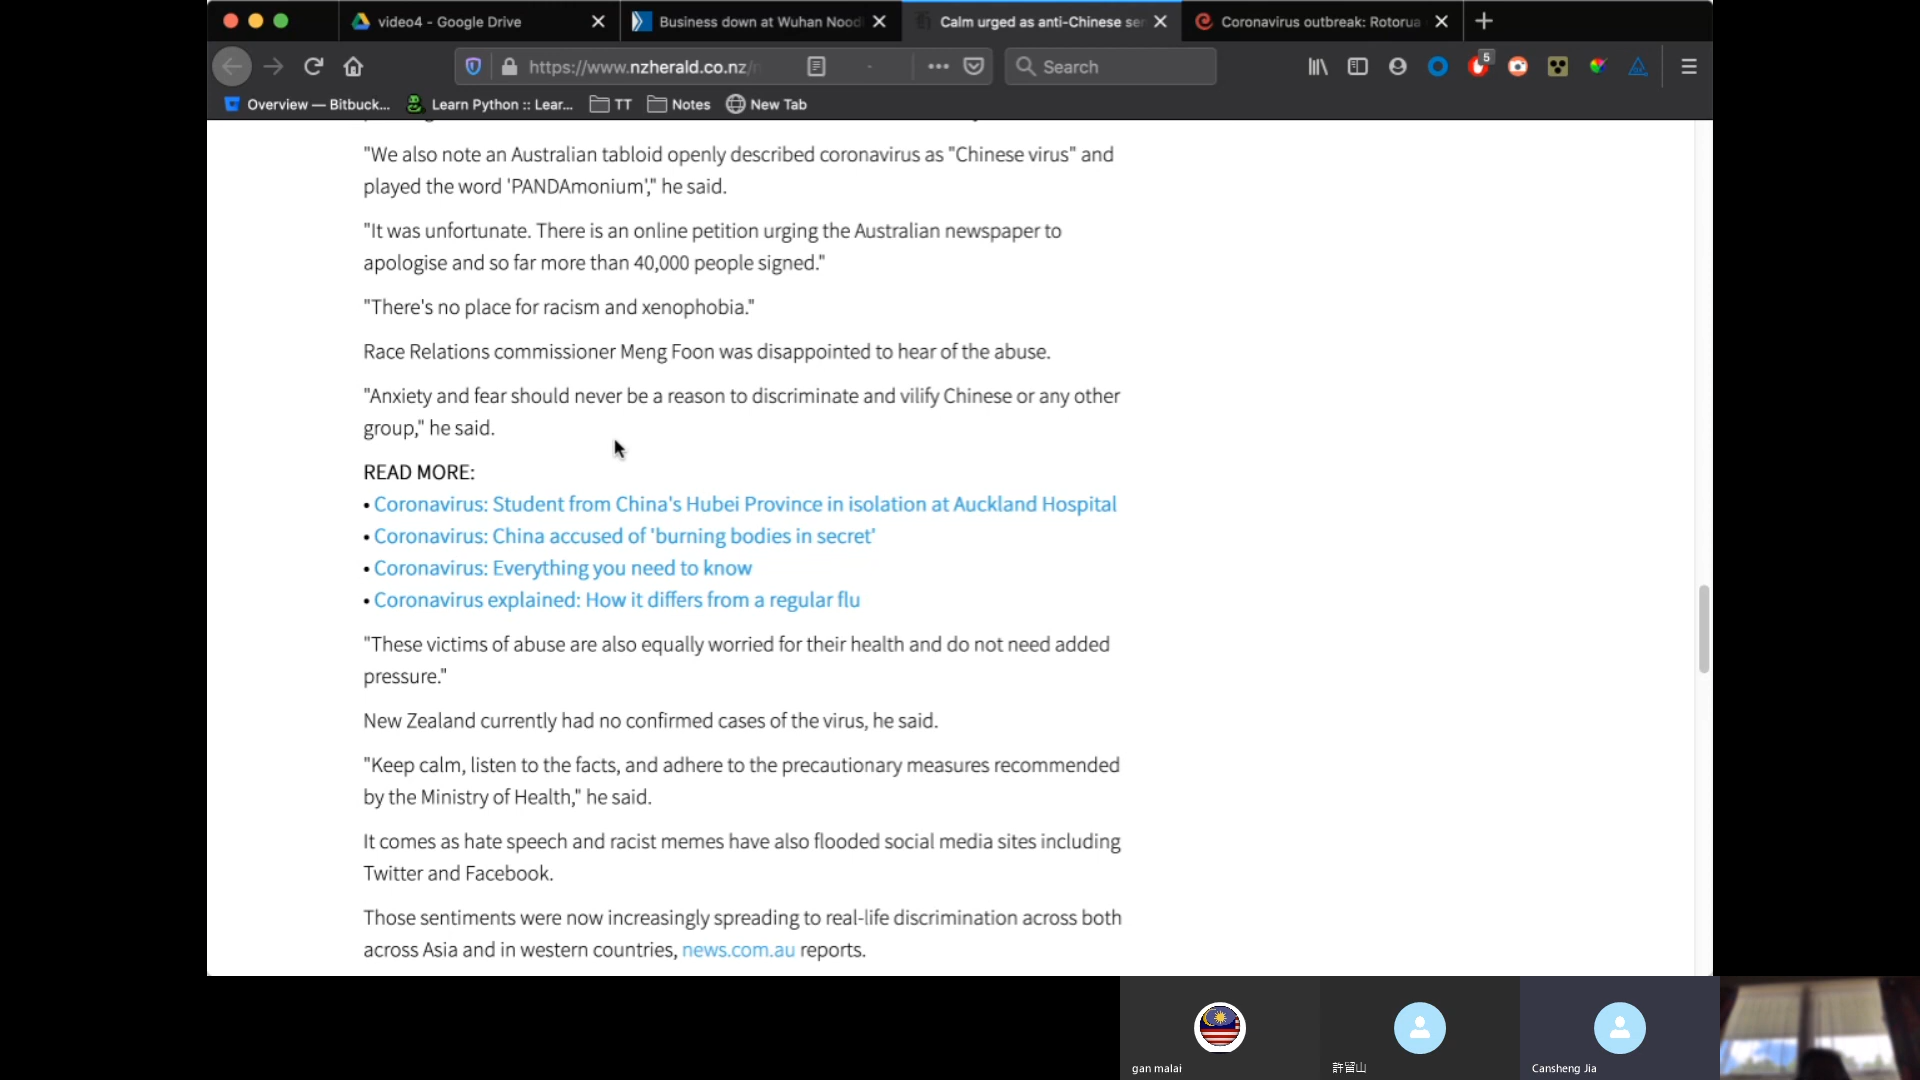 video4 - Google Drive
Business down at Wuhan Nood
Calm urged as anti-Chinese se
Coronavirus outbreak: Rotorua
https://www.nzherald.co.nz/
Search
5
Overview — Bitbuck...
Learn Python :: Lear...
TT
Notes
New Tab
"We also note an Australian tabloid openly described coronavirus as "Chinese virus" and
played the word 'PANDAmonium'," he said.
"It was unfortunate. There is an online petition urging the Australian newspaper to
apologise and so far more than 40,000 people signed."
"There's no place for racism and xenophobia."
Race Relations commissioner Meng Foon was disappointed to hear of the abuse.
"Anxiety and fear should never be a reason to discriminate and vilify Chinese or any other
group," he said.
READ MORE:
• Coronavirus: Student from China's Hubei Province in isolation at Auckland Hospital
• Coronavirus: China accused of 'burning bodies in secret'
• Coronavirus: Everything you need to know
• Coronavirus explained: How it differs from a regular flu
"These victims of abuse are also equally worried for their health and do not need added
pressure."
New Zealand currently had no confirmed cases of the virus, he said.
"Keep calm, listen to the facts, and adhere to the precautionary measures recommended
by the Ministry of Health," he said.
It comes as hate speech and racist memes have also flooded social media sites including
Twitter and Facebook.
Those sentiments were now increasingly spreading to real-life discrimination across both
across Asia and in western countries, news.com.au reports.
gan malai
許留山
Cansheng Jia